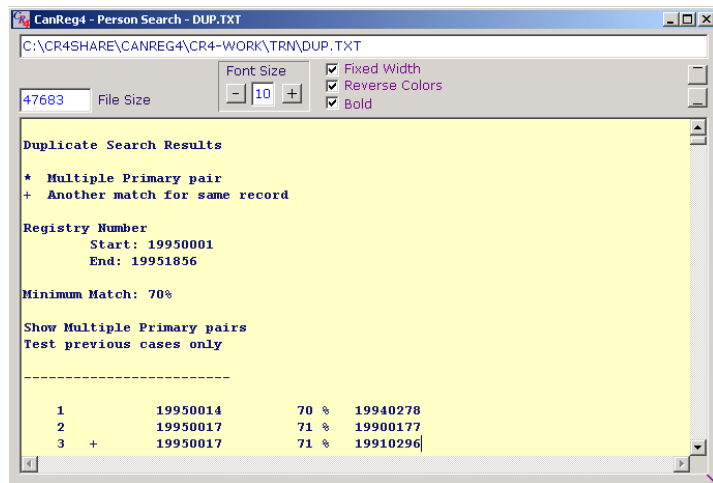 CanReg4 - Person Search - DUP.TXT
C:\CR4SHARE\CANREG4\CR4-WORK\TRN\DUP.TXT
47683 File Size
Font Size
- 10 +
Fixed Width
Reverse Colors
Bold
Duplicate Search Results
* Multiple Primary pair
+ Another match for same record
Registry Number
Start: 19950001
End: 19951856
Minimum Match: 70%
Show Multiple Primary pairs
Test previous cases only
-------------------------
1 19950014 70 % 19940278
2 19950017 71 % 19900177
3 + 19950017 71 % 19910296